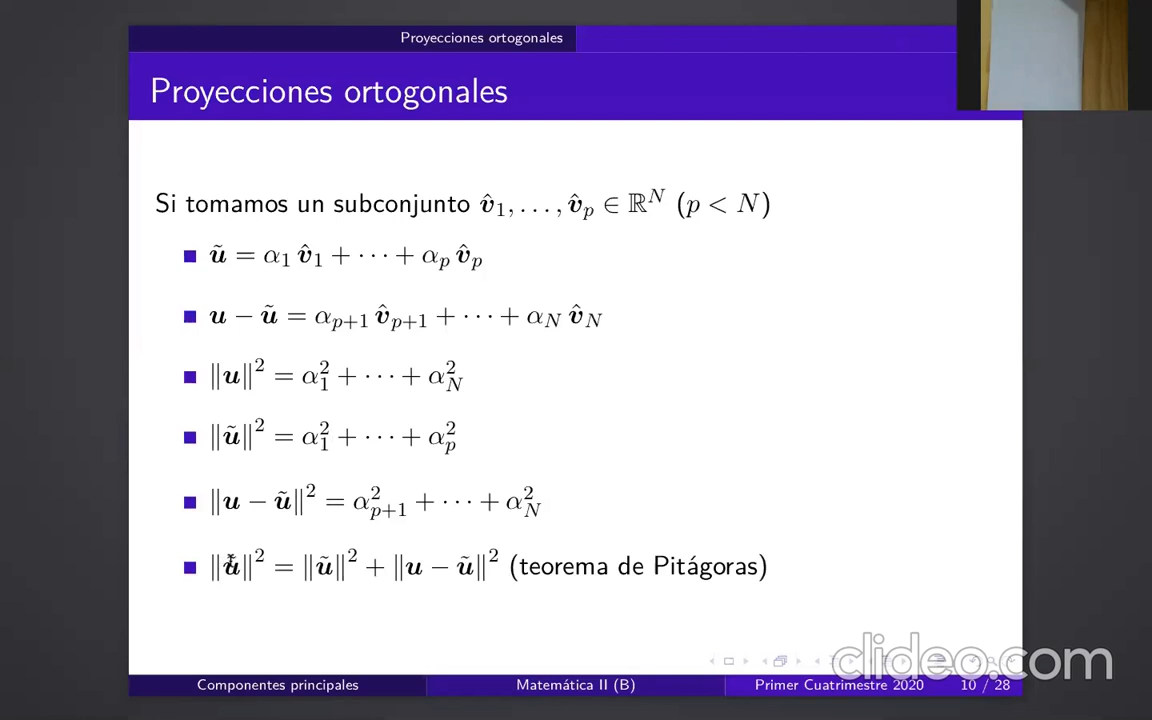 Proyecciones ortogonales
Proyecciones ortogonales
Si tomamos un subconjunto v̂₁, . . . , v̂ₚ ∈ ℝᴺ (p < N)
ũ = α₁ v̂₁ + · · · + αₚ v̂ₚ
u − ũ = αₚ₊₁ v̂ₚ₊₁ + · · · + α_N v̂_N
‖u‖² = α₁² + · · · + α_N²
‖ũ‖² = α₁² + · · · + αₚ²
‖u − ũ‖² = αₚ₊₁² + · · · + α_N²
‖u‖² = ‖ũ‖² + ‖u − ũ‖² (teorema de Pitágoras)
clideo.com
Componentes principales Matemática II (B) Primer Cuatrimestre 2020 10 / 28